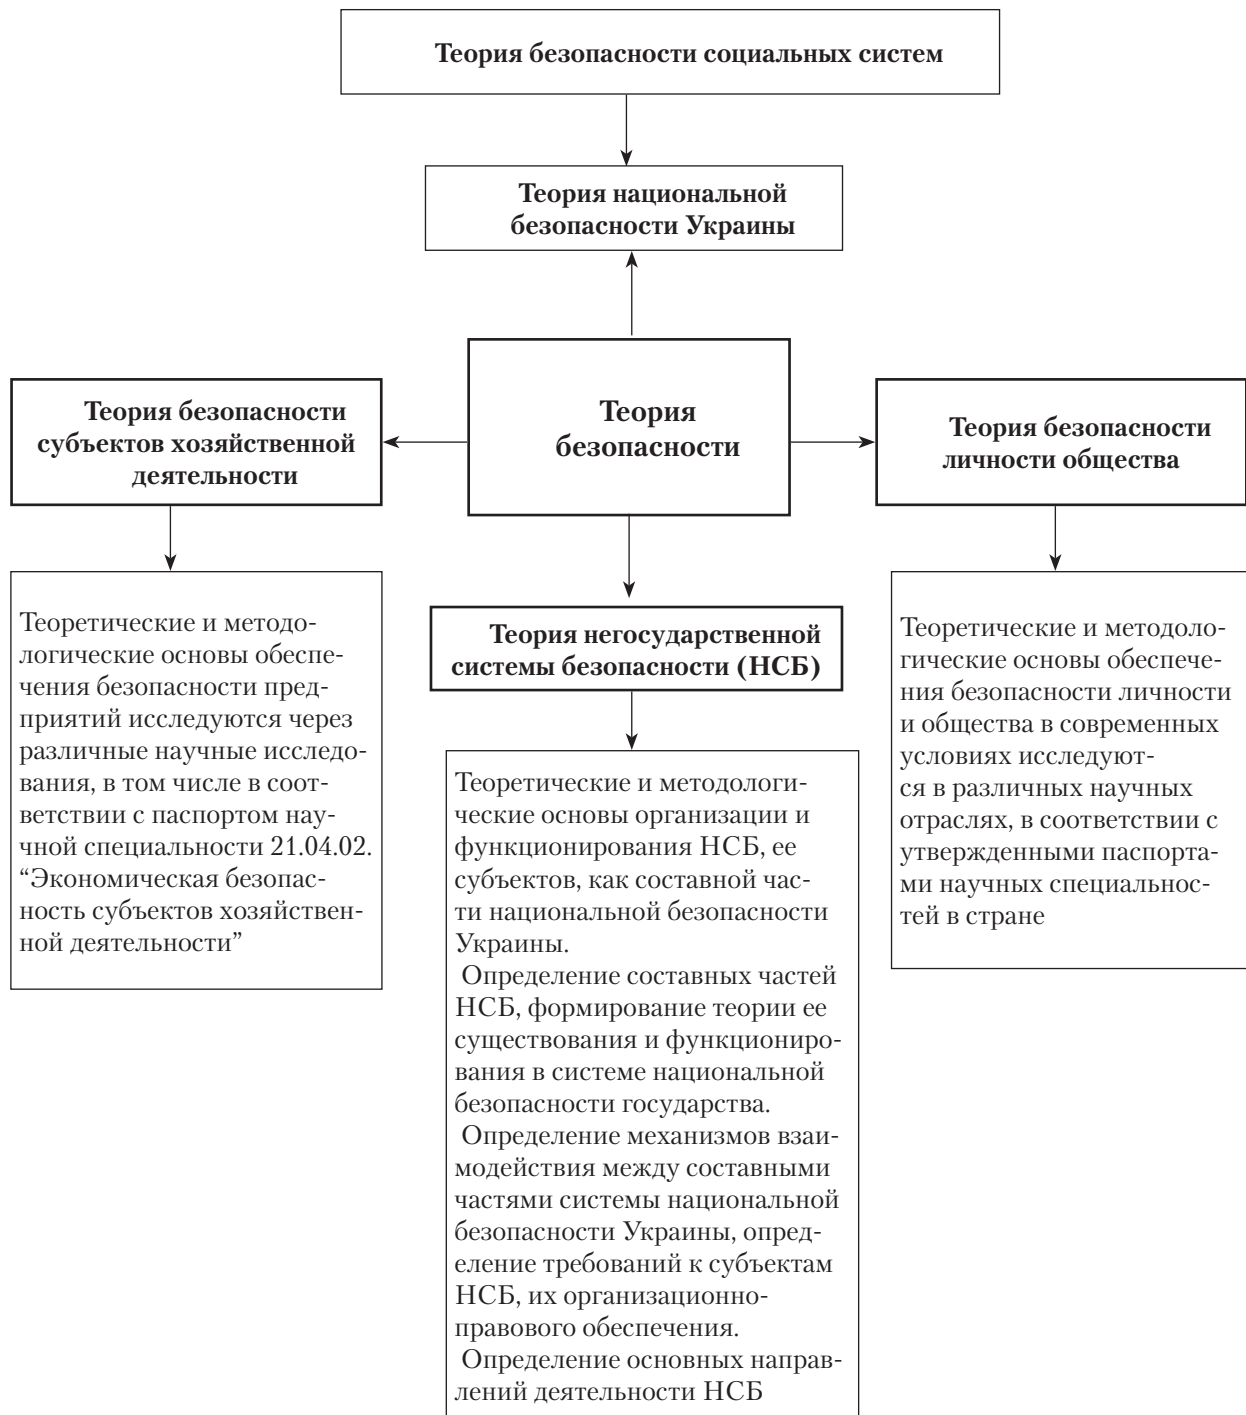 Теория безопасности социальных систем
Теория национальной
безопасности Украины
Теория
безопасности
Теория безопасности
субъектов хозяйственной
деятельности
Теория безопасности
личности общества
Теоретические и методо-
логические основы обеспе-
чения безопасности пред-
приятий исследуются через
различные научные исследо-
вания, в том числе в соот-
ветствии с паспортом нау-
чной специальности 21.04.02.
“Экономическая безопас-
ность субъектов хозяйствен-
ной деятельности”
Теория негосударственной
системы безопасности (НСБ)
Теоретические и методологи-
ческие основы организации и
функционирования НСБ, ее
субъектов, как составной час-
ти национальной безопасности
Украины.
Определение составных частей
НСБ, формирование теории ее
существования и функциониро-
вания в системе национальной
безопасности государства.
Определение механизмов взаи-
модействия между составными
частями системы национальной
безопасности Украины, опред-
еление требований к субъектам
НСБ, их организационно-
правового обеспечения.
Определение основных направ-
лений деятельности НСБ
Теоретические и методоло-
гические основы обеспече-
ния безопасности личности
и общества в современных
условиях исследуют-
ся в различных научных
отраслях, в соответствии с
утвержденными паспорта-
ми научных специальнос-
тей в стране